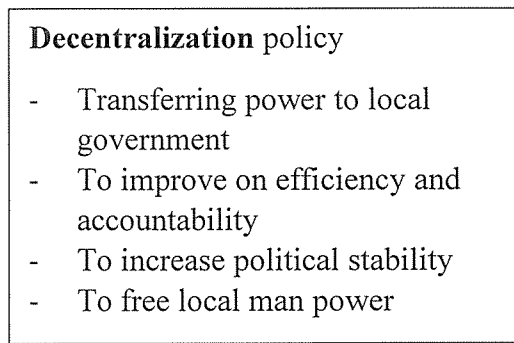 Decentralization policy
- Transferring power to local
government
- To improve on efficiency and
accountability
- To increase political stability
- To free local man power